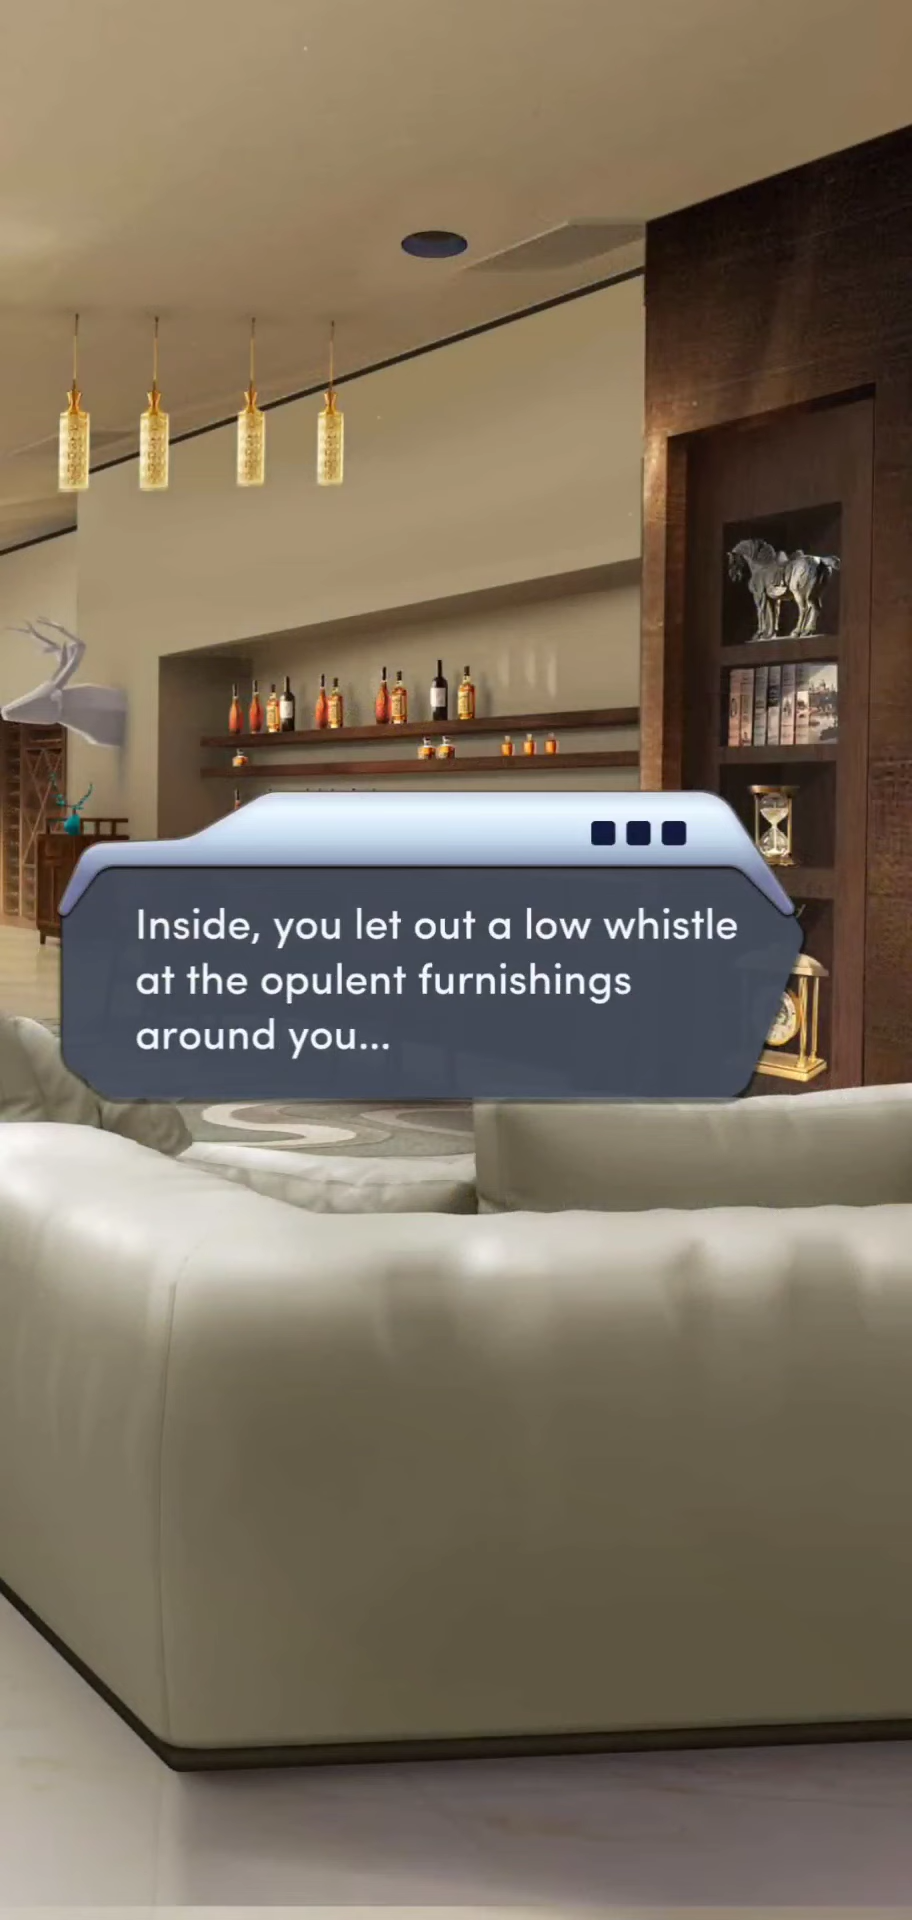 Inside, you let out a low whistle
at the opulent furnishings
around you...